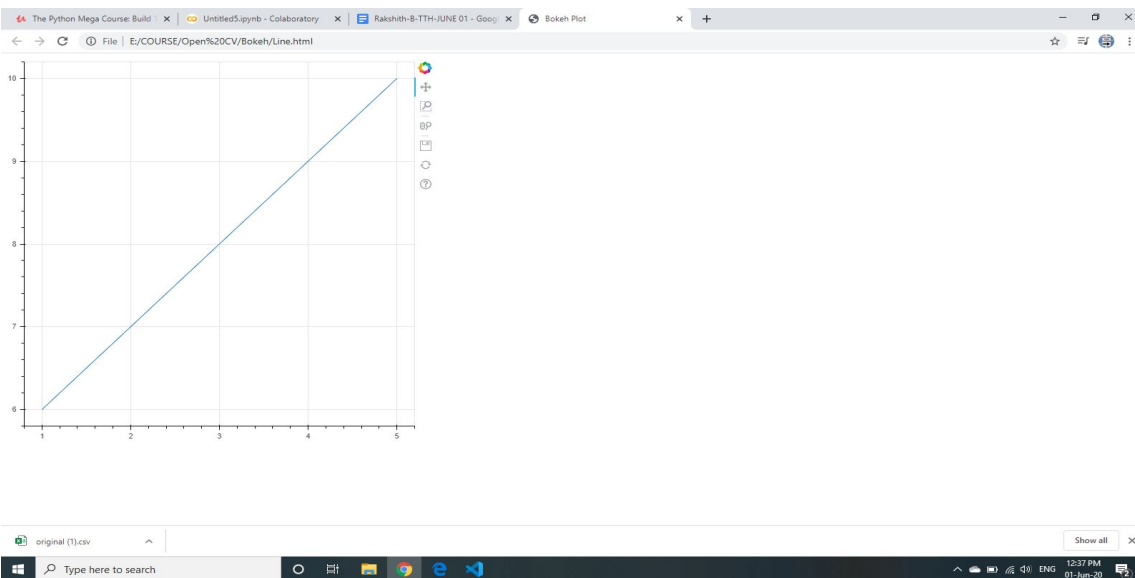 The Python Mega Course: Build
Untitled5.ipynb - Colaboratory
Rakshith-B-TTH-JUNE 01 - Goog
Bokeh Plot
File | E:/COURSE/Open%20CV/Bokeh/Line.html
10
9
8
7
6
1 2 3 4 5
original (1).csv
Show all
Type here to search
ENG
12:37 PM
01-Jun-20
2